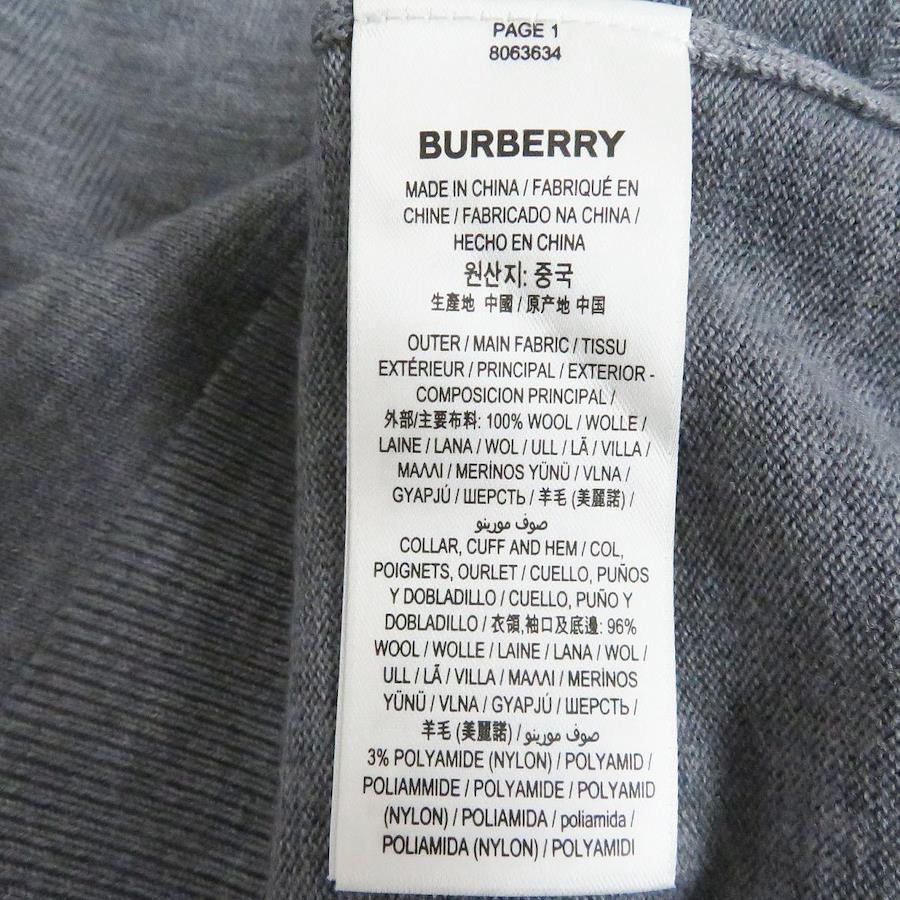 PAGE 1
8063634
BURBERRY
MADE IN CHINA / FABRIQUÉ EN
CHINE / FABRICADO NA CHINA /
HECHO EN CHINA
원산지: 중국
生產地 中國 / 原产地 中国
OUTER / MAIN FABRIC / TISSU
EXTÉRIEUR / PRINCIPAL / EXTERIOR -
COMPOSICION PRINCIPAL /
外部/主要布料: 100% WOOL / WOLLE /
LAINE / LANA / WOL / ULL / LÃ / VILLA /
ΜΑΛΛΙ / MERİNOS YÜNÜ / VLNA /
GYAPJÚ / ШЕРСТЬ / 羊毛 (美麗諾) /
صوف مورينو
COLLAR, CUFF AND HEM / COL,
POIGNETS, OURLET / CUELLO, PUÑOS
Y DOBLADILLO / CUELLO, PUÑO Y
DOBLADILLO / 衣領,袖口及底邊: 96%
WOOL / WOLLE / LAINE / LANA / WOL /
ULL / LÃ / VILLA / ΜΑΛΛΙ / MERİNOS
YÜNÜ / VLNA / GYAPJÚ / ШЕРСТЬ /
羊毛 (美麗諾) / صوف مورينو
3% POLYAMIDE (NYLON) / POLYAMID /
POLIAMMIDE / POLYAMIDE / POLYAMID
(NYLON) / POLIAMIDA / poliamida /
POLIAMIDA (NYLON) / POLYAMIDI